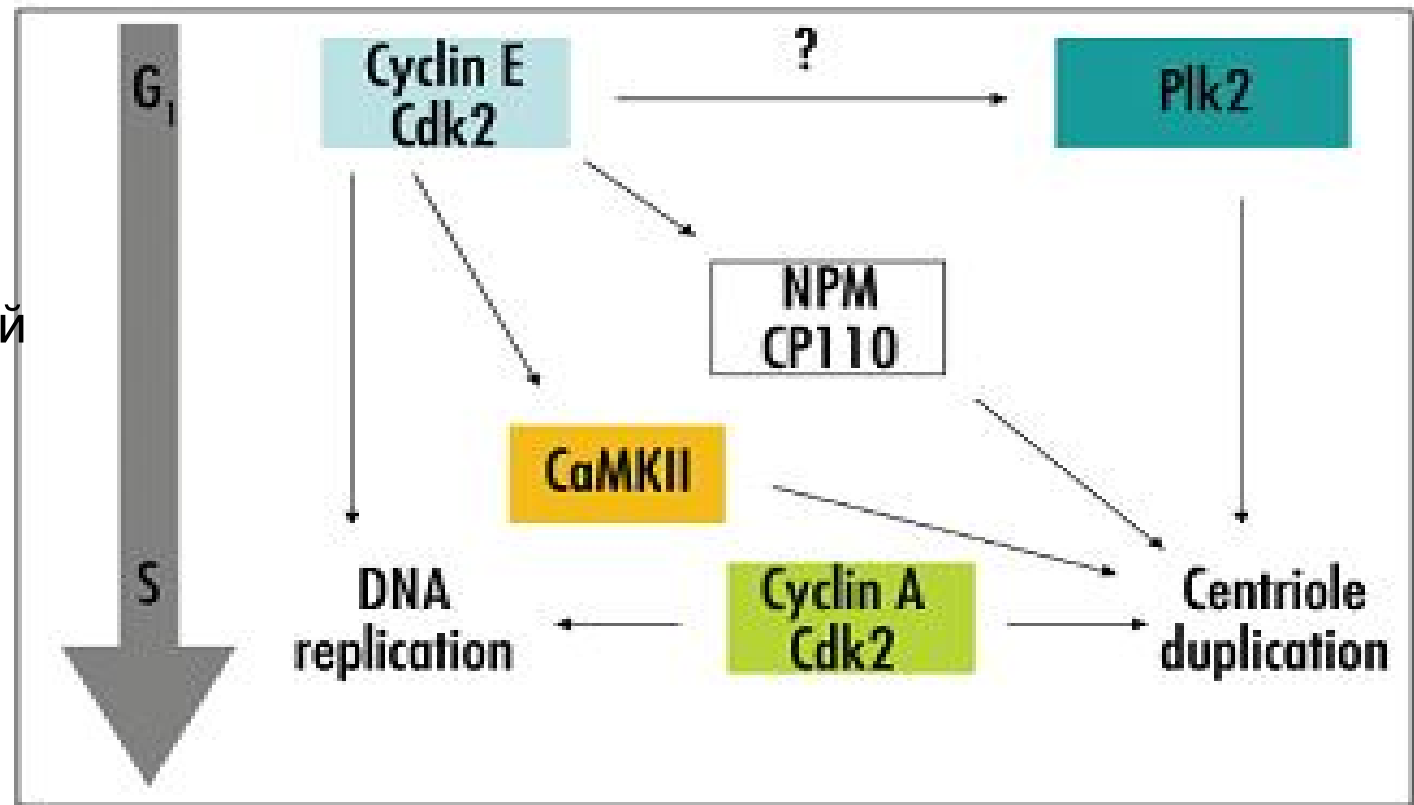 G1
Cyclin E
Cdk2
?
Plk2
NPM
CP110
й
CaMKII
S
DNA
replication
Cyclin A
Cdk2
Centriole
duplication